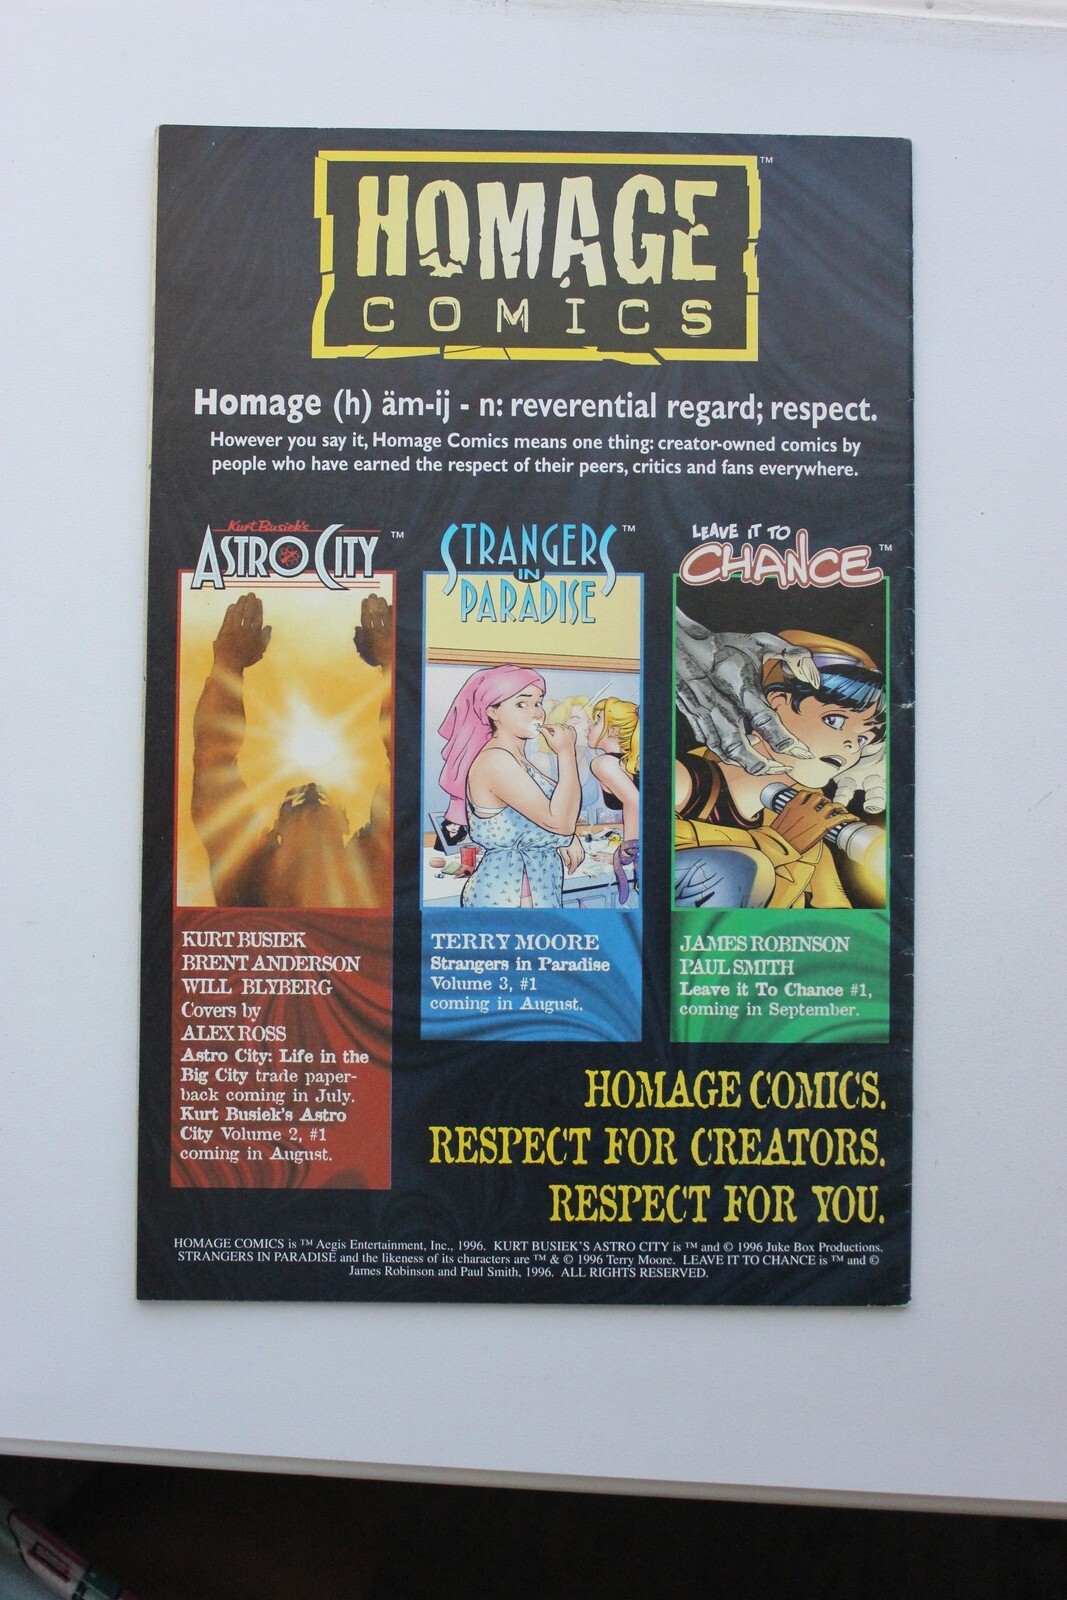 HOMAGE ™
COMICS
Homage (h) äm-ij - n: reverential regard; respect.
However you say it, Homage Comics means one thing: creator-owned comics by
people who have earned the respect of their peers, critics and fans everywhere.
Kurt Busiek's
ASTRO CITY ™
KURT BUSIEK
BRENT ANDERSON
WILL BLYBERG
Covers by
ALEX ROSS
Astro City: Life in the
Big City trade paper-
back coming in July.
Kurt Busiek's Astro
City Volume 2, #1
coming in August.
STRANGERS ™
IN
PARADISE
TERRY MOORE
Strangers in Paradise
Volume 3, #1
coming in August.
LEAVE IT TO
CHANCE ™
JAMES ROBINSON
PAUL SMITH
Leave it To Chance #1,
coming in September.
HOMAGE COMICS.
RESPECT FOR CREATORS.
RESPECT FOR YOU.
HOMAGE COMICS is ™ Aegis Entertainment, Inc., 1996. KURT BUSIEK'S ASTRO CITY is ™ and © 1996 Juke Box Productions.
STRANGERS IN PARADISE and the likeness of its characters are ™ & © 1996 Terry Moore. LEAVE IT TO CHANCE is ™ and ©
James Robinson and Paul Smith, 1996. ALL RIGHTS RESERVED.